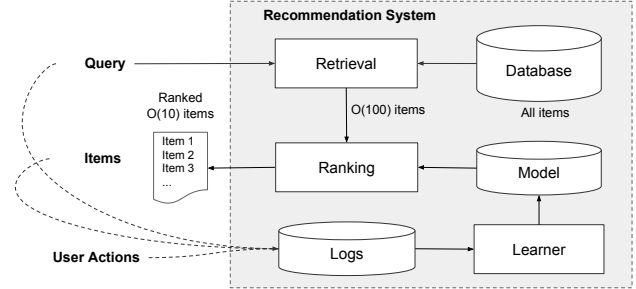 Recommendation System
Query
Retrieval
Database
All items
Ranked
O(10) items
O(100) items
Item 1
Item 2
Item 3
...
Items
Ranking
Model
User Actions
Logs
Learner